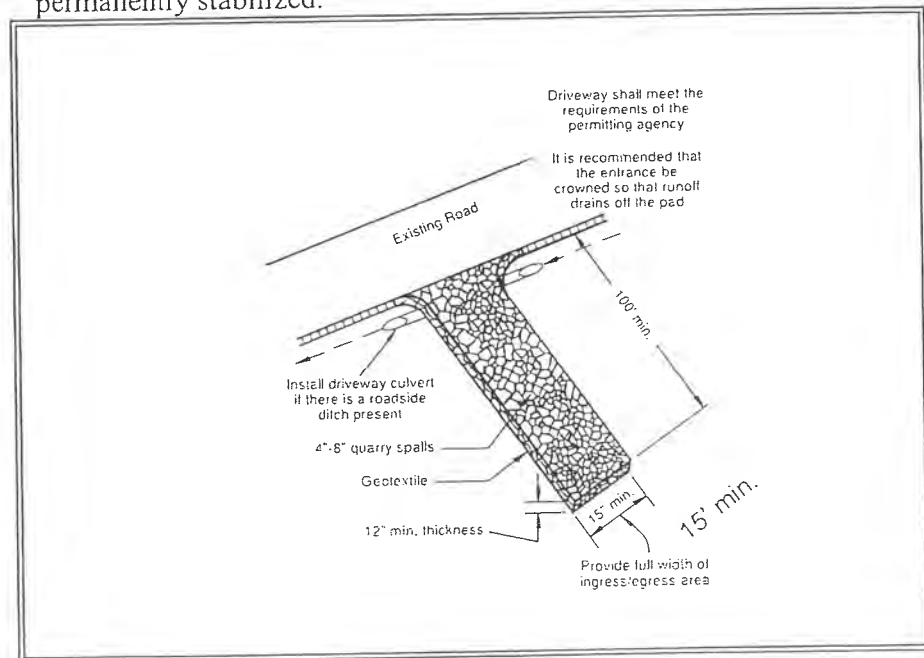 permanently stabilized.
Driveway shall meet the
requirements of the
permitting agency
It is recommended that
the entrance be
crowned so that runoff
drains off the pad
Existing Road
100' min.
Install driveway culvert
if there is a roadside
ditch present
4"-8" quarry spalls
Geotextile
12" min. thickness
15" min.
15' min.
Provide full width of
ingress/egress area